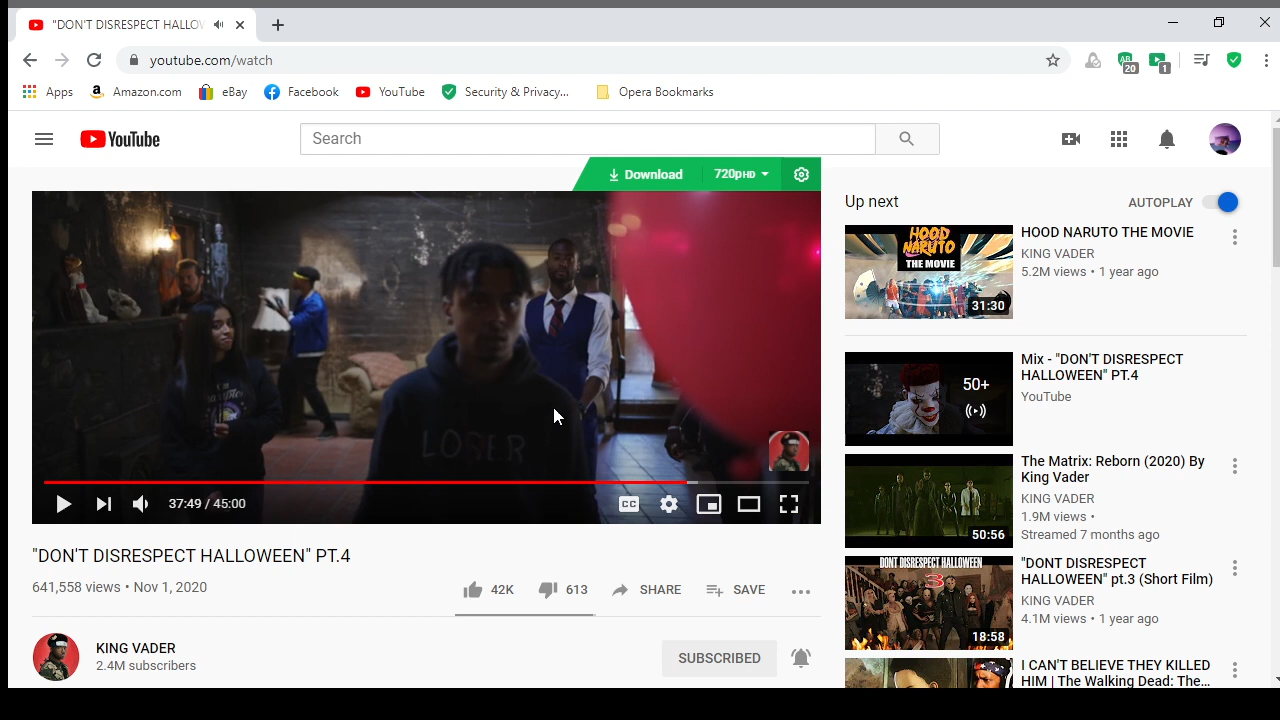 "DON'T DISRESPECT HALLOW
youtube.com/watch
20
1
Apps
Amazon.com
eBay
Facebook
YouTube
Security & Privacy...
Opera Bookmarks
YouTube
Search
Download
720pHD
LOSER
37:49 / 45:00
CC
"DON'T DISRESPECT HALLOWEEN" PT.4
641,558 views • Nov 1, 2020
42K
613
SHARE
SAVE
KING VADER
2.4M subscribers
SUBSCRIBED
Up next
AUTOPLAY
HOOD
NARUTO
THE MOVIE
31:30
HOOD NARUTO THE MOVIE
KING VADER
5.2M views • 1 year ago
50+
Mix - "DON'T DISRESPECT
HALLOWEEN" PT.4
YouTube
50:56
The Matrix: Reborn (2020) By
King Vader
KING VADER
1.9M views •
Streamed 7 months ago
DONT DISRESPECT HALLOWEEN
3
18:58
"DONT DISRESPECT
HALLOWEEN" pt.3 (Short Film)
KING VADER
4.1M views • 1 year ago
I CAN'T BELIEVE THEY KILLED
HIM | The Walking Dead: The...